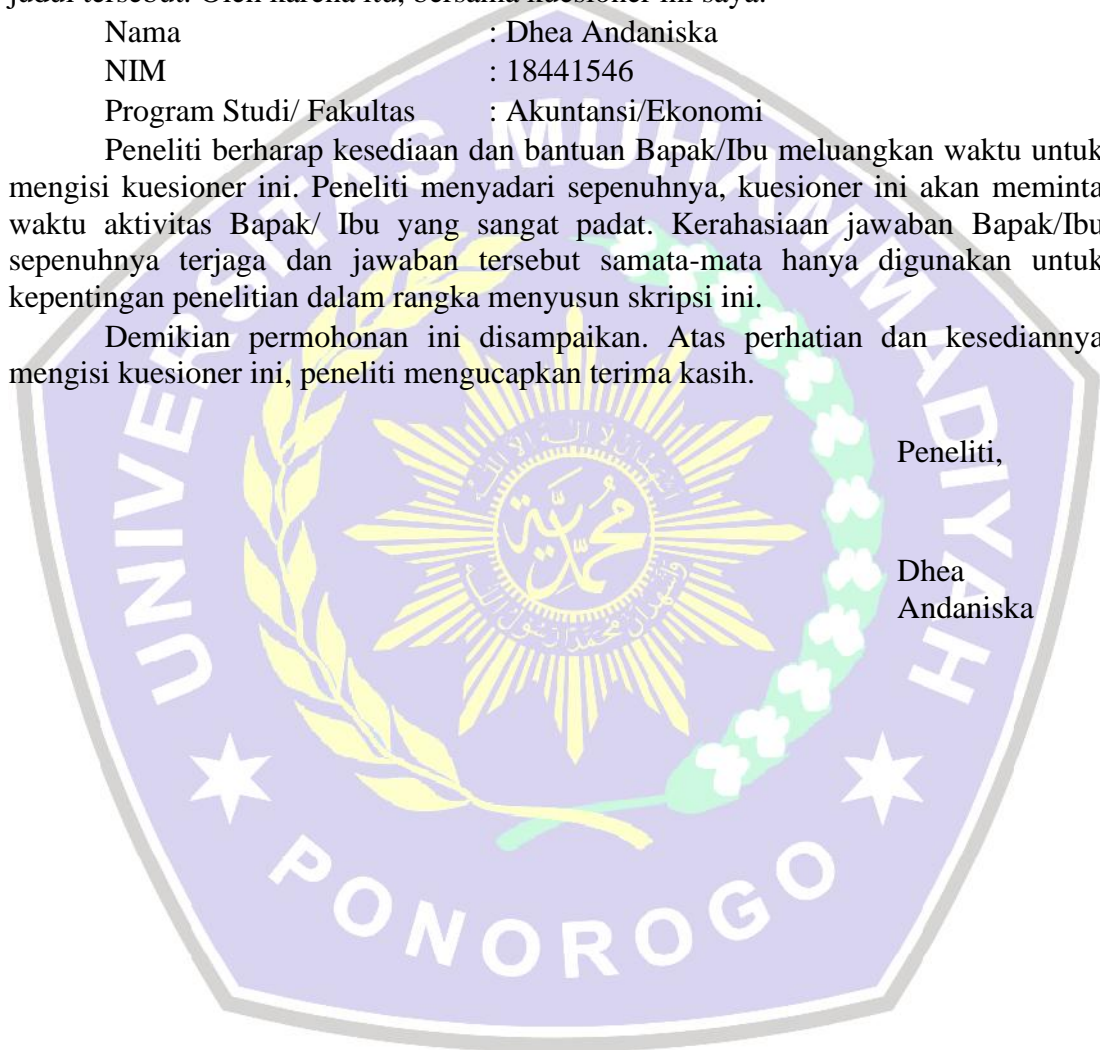 judul tersebut. Oleh karena itu, bersama kuesioner ini saya:
Nama : Dhea Andaniska
NIM : 18441546
Program Studi/ Fakultas : Akuntansi/Ekonomi
Peneliti berharap kesediaan dan bantuan Bapak/Ibu meluangkan waktu untuk
mengisi kuesioner ini. Peneliti menyadari sepenuhnya, kuesioner ini akan meminta
waktu aktivitas Bapak/ Ibu yang sangat padat. Kerahasiaan jawaban Bapak/Ibu
sepenuhnya terjaga dan jawaban tersebut samata-mata hanya digunakan untuk
kepentingan penelitian dalam rangka menyusun skripsi ini.
Demikian permohonan ini disampaikan. Atas perhatian dan kesediannya
mengisi kuesioner ini, peneliti mengucapkan terima kasih.
Peneliti,
Dhea
Andaniska
UNIVERSITAS MUHAMMADIYAH
PONOROGO
محمدية